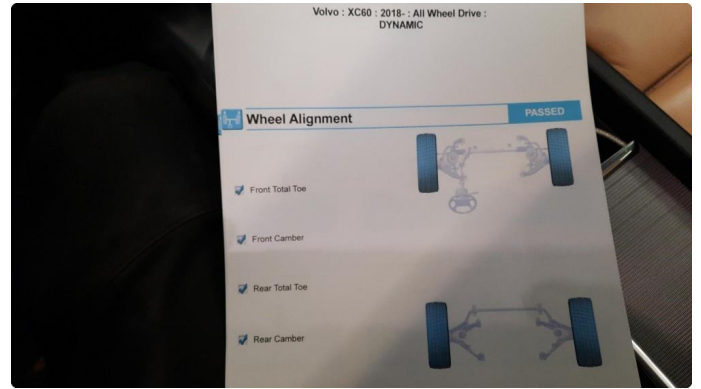 Volvo : XC60 : 2018- : All Wheel Drive :
DYNAMIC
Wheel Alignment
PASSED
Front Total Toe
Front Camber
Rear Total Toe
Rear Camber